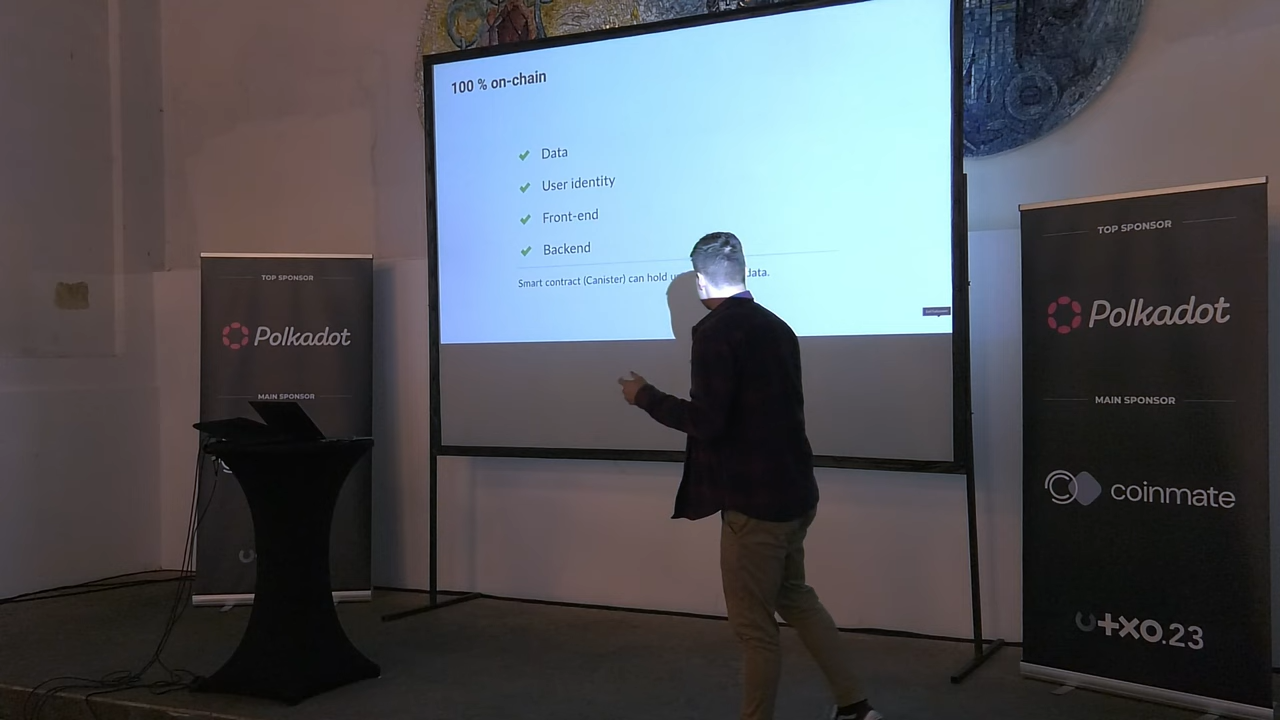 100 % on-chain
Data
User identity
Front-end
Backend
Smart contract (Canister) can hold data.
TOP SPONSOR
Polkadot
MAIN SPONSOR
TOP SPONSOR
Polkadot
MAIN SPONSOR
coinmate
utxo.23